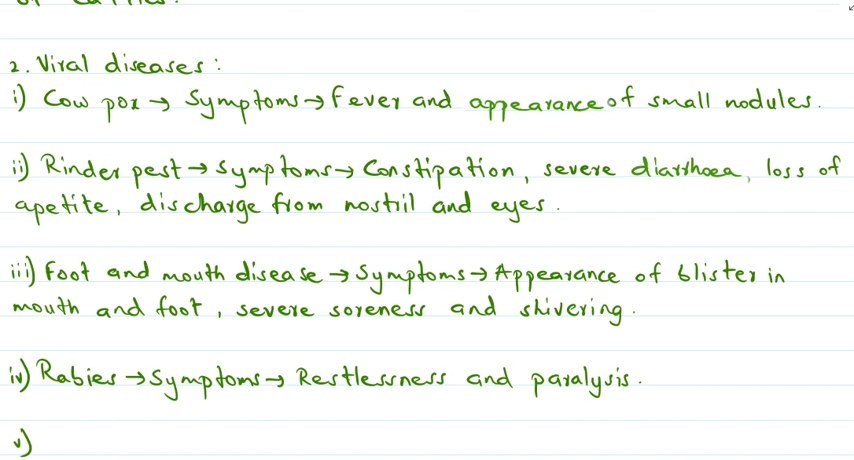 2. Viral diseases :
i) Cow pox → Symptoms → Fever and appearance of small nodules.
ii) Rinder pest → Symptoms → Constipation, severe diarrhoea, loss of
apetite, discharge from nostril and eyes.
iii) Foot and mouth disease → Symptoms → Appearance of blister in
mouth and foot, severe soreness and shivering.
iv) Rabies → Symptoms → Restlessness and paralysis.
v)